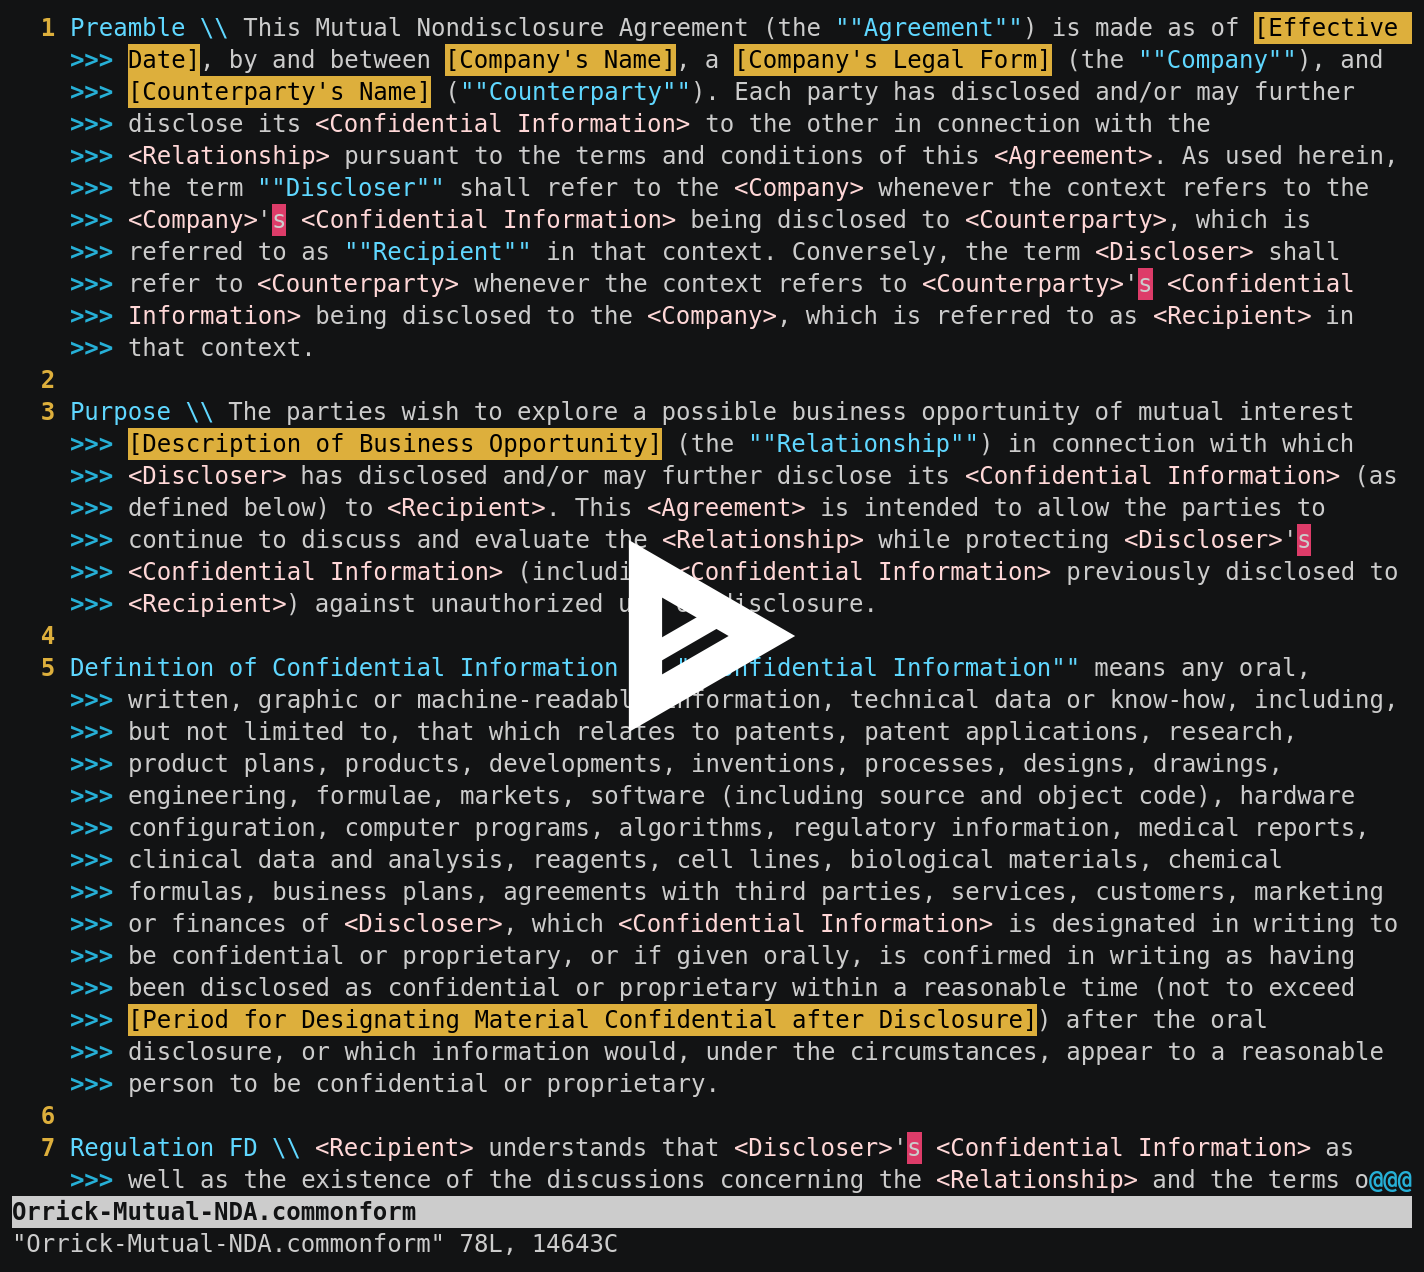 1 Preamble \\ This Mutual Nondisclosure Agreement (the ""Agreement"") is made as of [Effective
>>> Date], by and between [Company's Name], a [Company's Legal Form] (the ""Company""), and
>>> [Counterparty's Name] (""Counterparty""). Each party has disclosed and/or may further
>>> disclose its <Confidential Information> to the other in connection with the
>>> <Relationship> pursuant to the terms and conditions of this <Agreement>. As used herein,
>>> the term ""Discloser"" shall refer to the <Company> whenever the context refers to the
>>> <Company>'s <Confidential Information> being disclosed to <Counterparty>, which is
>>> referred to as ""Recipient"" in that context. Conversely, the term <Discloser> shall
>>> refer to <Counterparty> whenever the context refers to <Counterparty>'s <Confidential
>>> Information> being disclosed to the <Company>, which is referred to as <Recipient> in
>>> that context.
2
3 Purpose \\ The parties wish to explore a possible business opportunity of mutual interest
>>> [Description of Business Opportunity] (the ""Relationship"") in connection with which
>>> <Discloser> has disclosed and/or may further disclose its <Confidential Information> (as
>>> defined below) to <Recipient>. This <Agreement> is intended to allow the parties to
>>> continue to discuss and evaluate the <Relationship> while protecting <Discloser>'s
>>> <Confidential Information> (including <Confidential Information> previously disclosed to
>>> <Recipient>) against unauthorized disclosure.
4
5 Definition of Confidential Information ""Confidential Information"" means any oral,
>>> written, graphic or machine-readable information, technical data or know-how, including,
>>> but not limited to, that which relates to patents, patent applications, research,
>>> product plans, products, developments, inventions, processes, designs, drawings,
>>> engineering, formulae, markets, software (including source and object code), hardware
>>> configuration, computer programs, algorithms, regulatory information, medical reports,
>>> clinical data and analysis, reagents, cell lines, biological materials, chemical
>>> formulas, business plans, agreements with third parties, services, customers, marketing
>>> or finances of <Discloser>, which <Confidential Information> is designated in writing to
>>> be confidential or proprietary, or if given orally, is confirmed in writing as having
>>> been disclosed as confidential or proprietary within a reasonable time (not to exceed
>>> [Period for Designating Material Confidential after Disclosure]) after the oral
>>> disclosure, or which information would, under the circumstances, appear to a reasonable
>>> person to be confidential or proprietary.
6
7 Regulation FD \\ <Recipient> understands that <Discloser>'s <Confidential Information> as
>>> well as the existence of the discussions concerning the <Relationship> and the terms o@@@
Orrick-Mutual-NDA.commonform
"Orrick-Mutual-NDA.commonform" 78L, 14643C